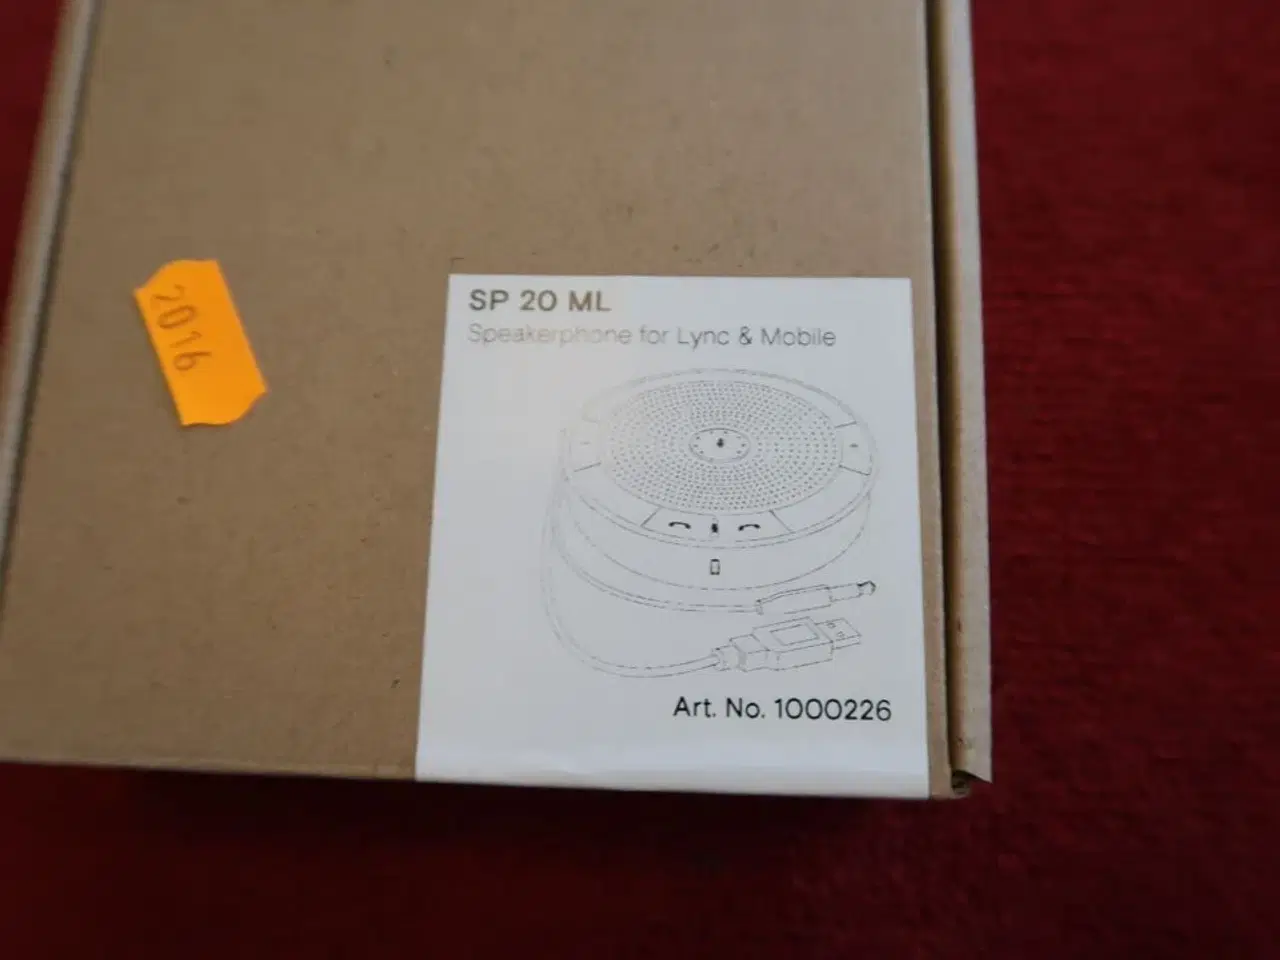 2016
SP 20 ML
Speakerphone for Lync & Mobile
Art. No. 1000226